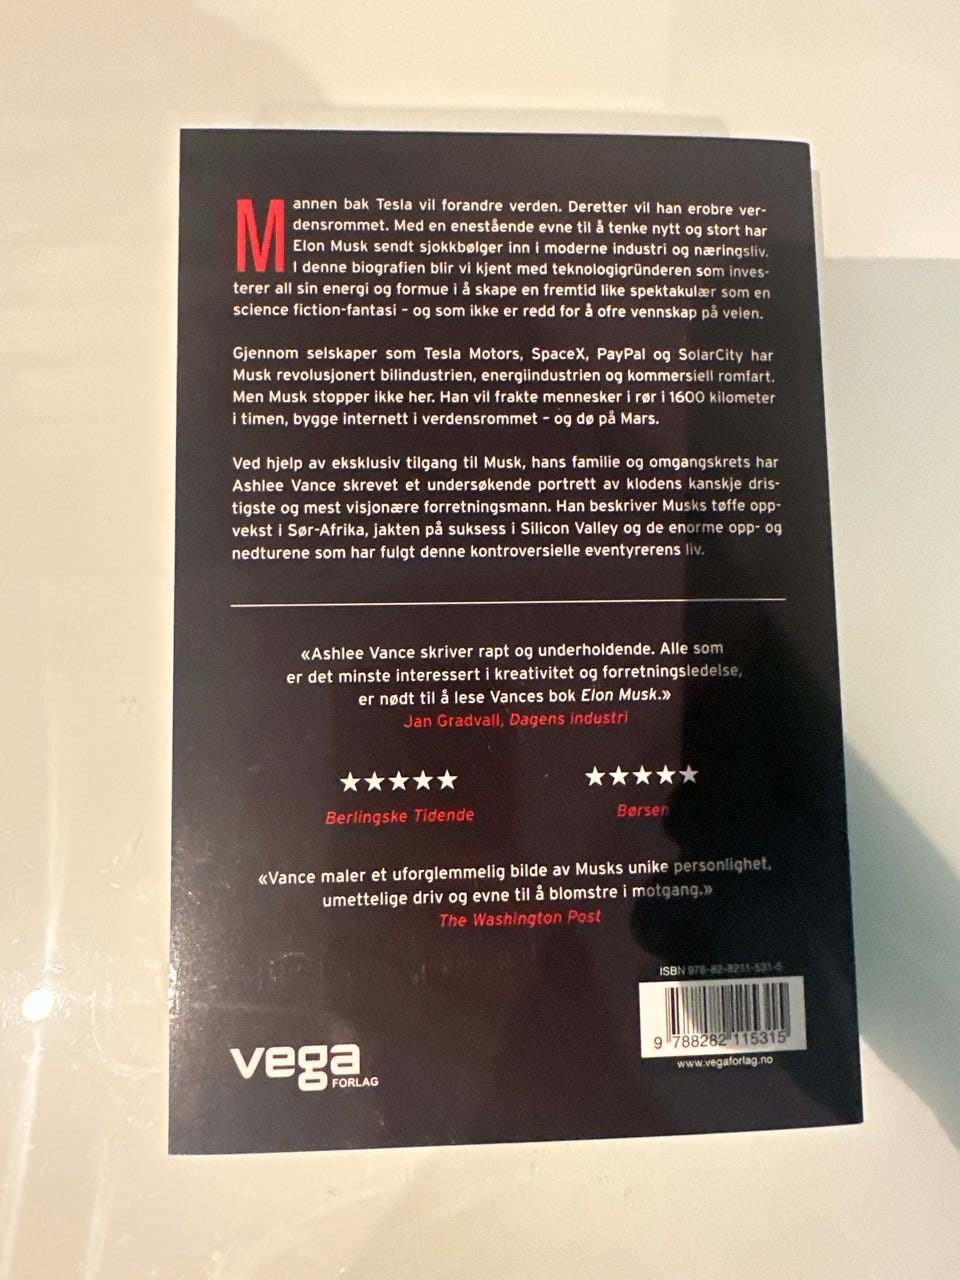 Mannen bak Tesla vil forandre verden. Deretter vil han erobre ver-
densrommet. Med en enestående evne til å tenke nytt og stort har
Elon Musk sendt sjokkbølger inn i moderne industri og næringsliv.
I denne biografien blir vi kjent med teknologigründeren som inves-
terer all sin energi og formue i å skape en fremtid like spektakulær som en
science fiction-fantasi – og som ikke er redd for å ofre vennskap på veien.
Gjennom selskaper som Tesla Motors, SpaceX, PayPal og SolarCity har
Musk revolusjonert bilindustrien, energiindustrien og kommersiell romfart.
Men Musk stopper ikke her. Han vil frakte mennesker i rør i 1600 kilometer
i timen, bygge internett i verdensrommet – og dø på Mars.
Ved hjelp av eksklusiv tilgang til Musk, hans familie og omgangskrets har
Ashlee Vance skrevet et undersøkende portrett av klodens kanskje dris-
tigste og mest visjonære forretningsmann. Han beskriver Musks tøffe opp-
vekst i Sør-Afrika, jakten på suksess i Silicon Valley og de enorme opp- og
nedturene som har fulgt denne kontroversielle eventyrerens liv.
«Ashlee Vance skriver rapt og underholdende. Alle som
er det minste interessert i kreativitet og forretningsledelse,
er nødt til å lese Vances bok Elon Musk.»
Jan Gradvall, Dagens industri
★★★★★ ★★★★★
Berlingske Tidende Børsen
«Vance maler et uforglemmelig bilde av Musks unike personlighet,
umettelige driv og evne til å blomstre i motgang.»
The Washington Post
ISBN 978-82-8211-531-5
9 788282 115315
www.vegaforlag.no
vega
FORLAG